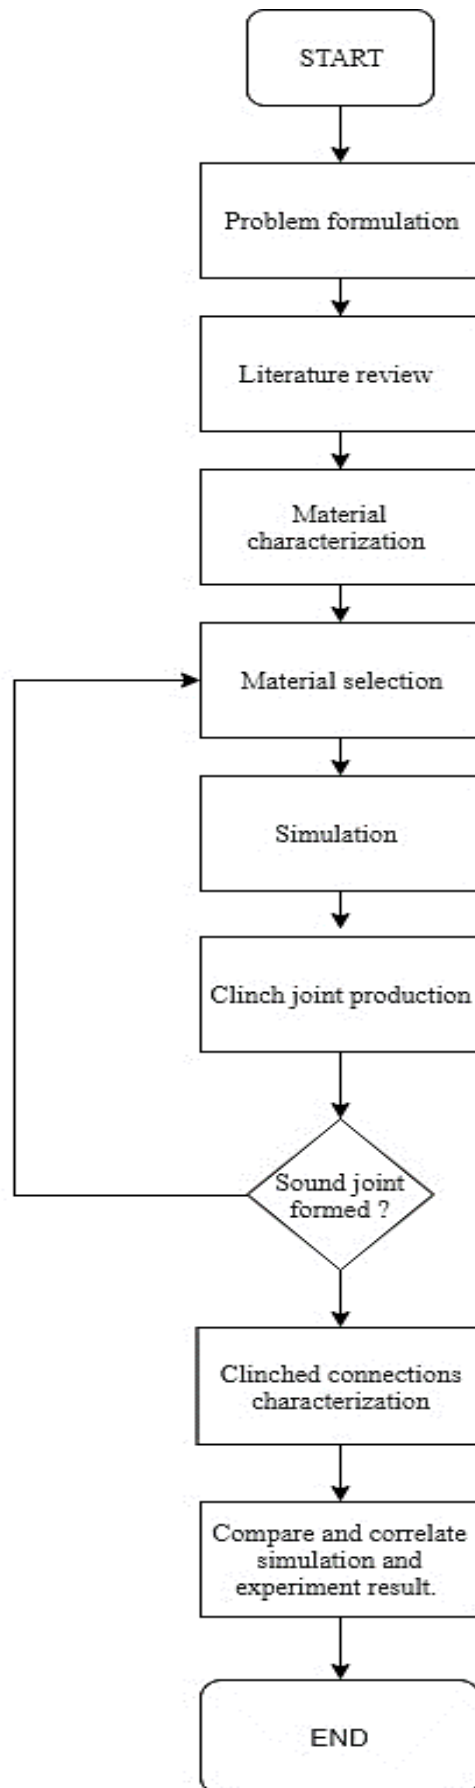 START
Problem formulation
Literature review
Material
characterization
Material selection
Simulation
Clinch joint production
Sound joint
formed ?
Clinched connections
characterization
Compare and correlate
simulation and
experiment result.
END